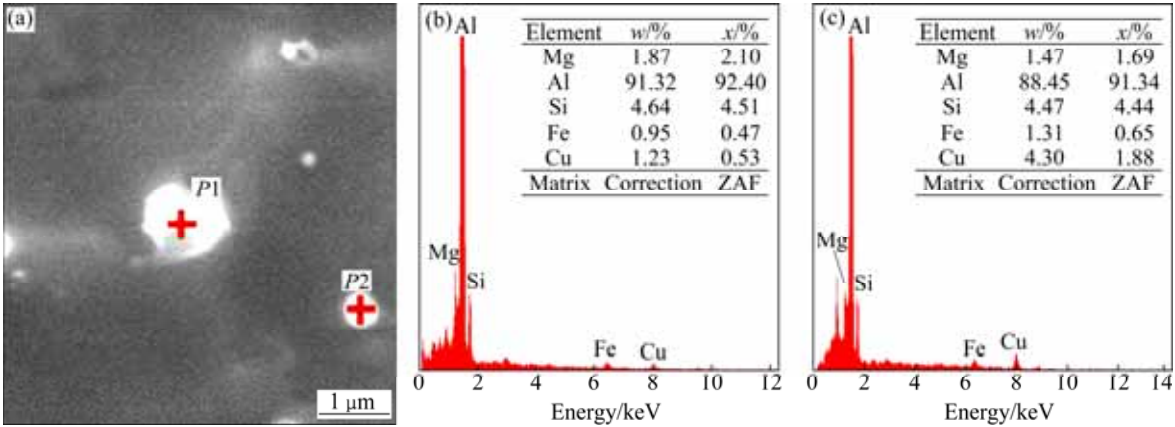 (a)
P1
P2
1 μm
(b)
Al
Element w/% x/%
Mg 1.87 2.10
Al 91.32 92.40
Si 4.64 4.51
Fe 0.95 0.47
Cu 1.23 0.53
Matrix Correction ZAF
Mg
Si
Fe
Cu
0 2 4 6 8 10 12
Energy/keV
(c)
Al
Element w/% x/%
Mg 1.47 1.69
Al 88.45 91.34
Si 4.47 4.44
Fe 1.31 0.65
Cu 4.30 1.88
Matrix Correction ZAF
Mg
Si
Fe
Cu
0 2 4 6 8 10 12 14
Energy/keV